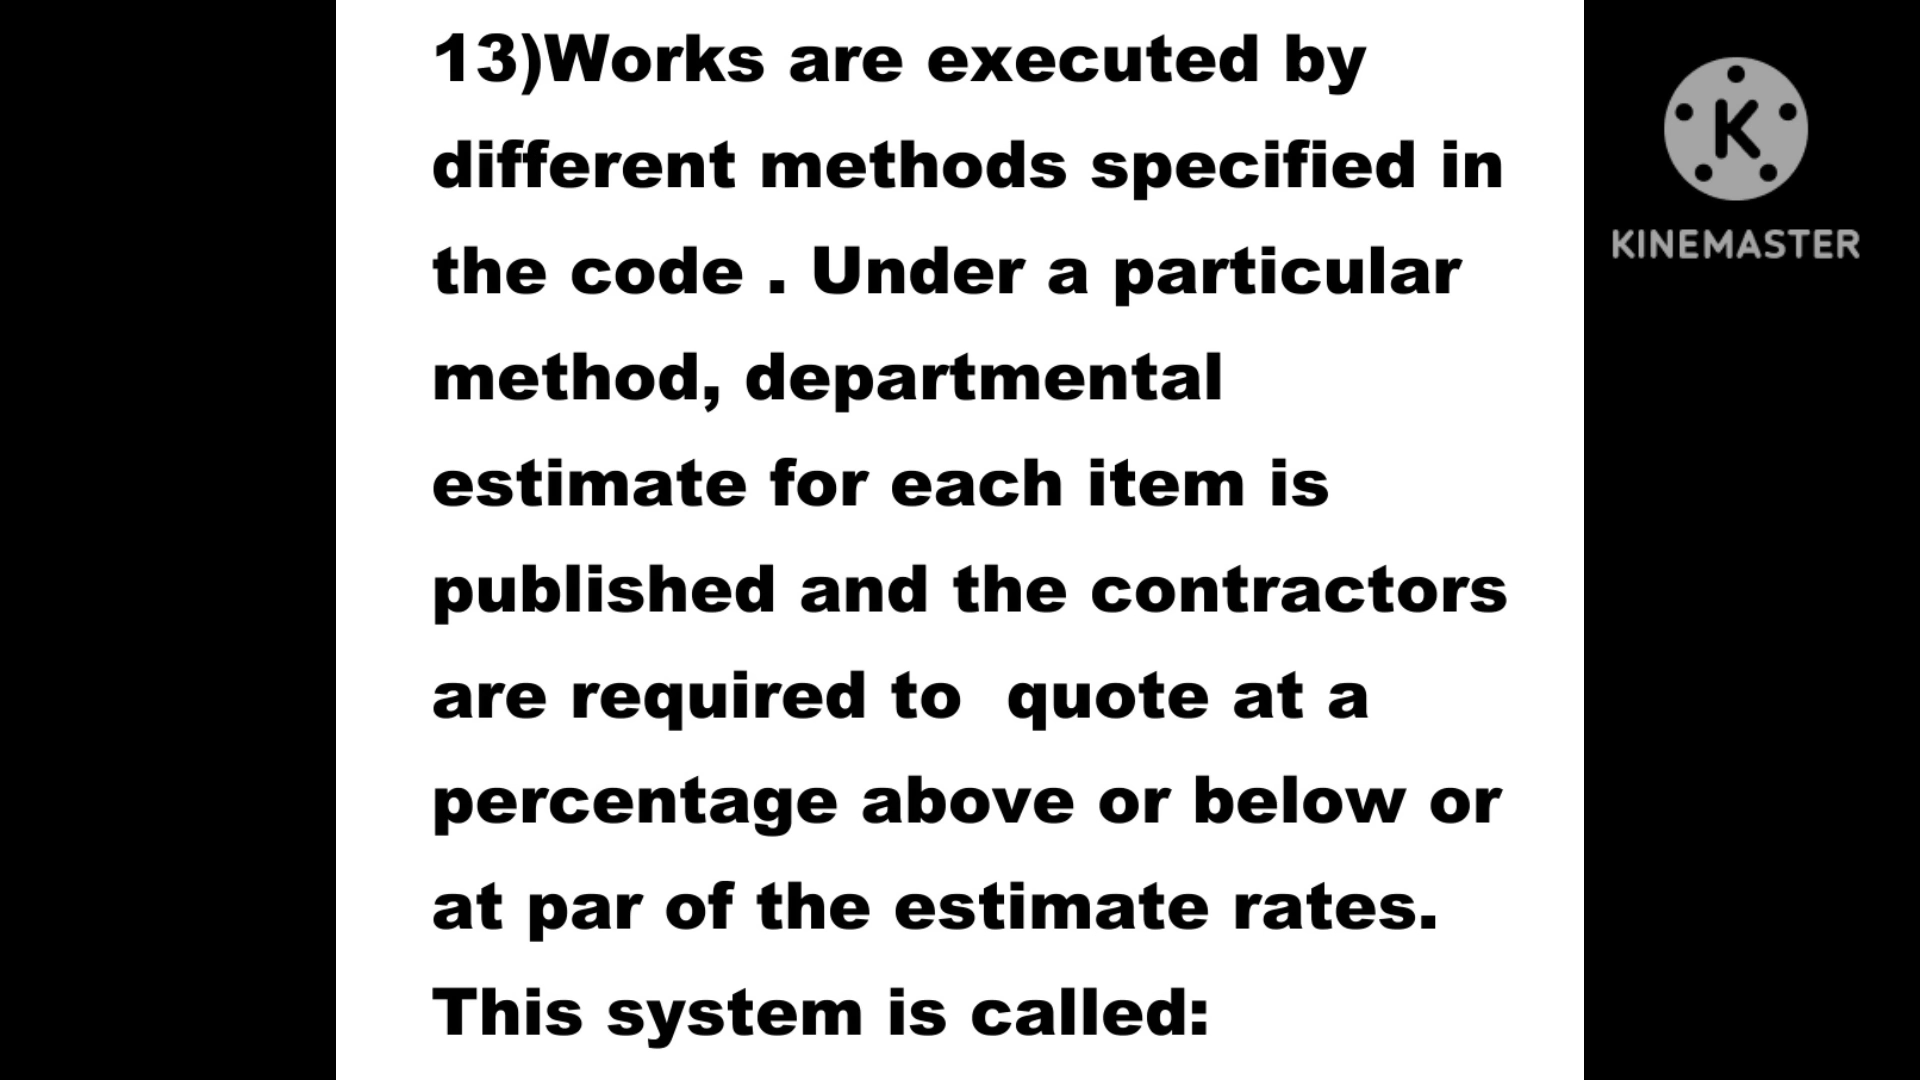 13)Works are executed by
different methods specified in
the code . Under a particular
method, departmental
estimate for each item is
published and the contractors
are required to  quote at a
percentage above or below or
at par of the estimate rates.
This system is called:
K
KINEMASTER